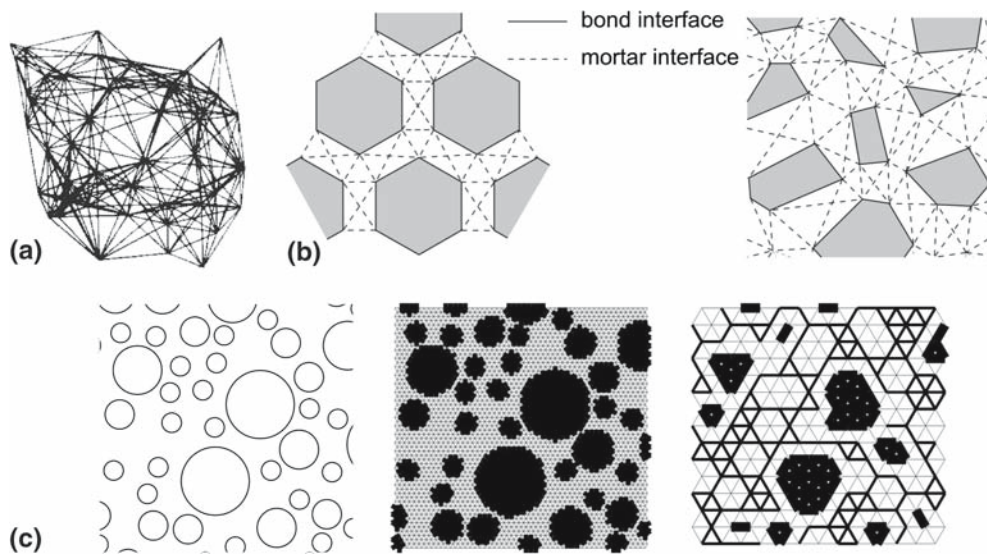 bond interface
mortar interface
(a)
(b)
(c)